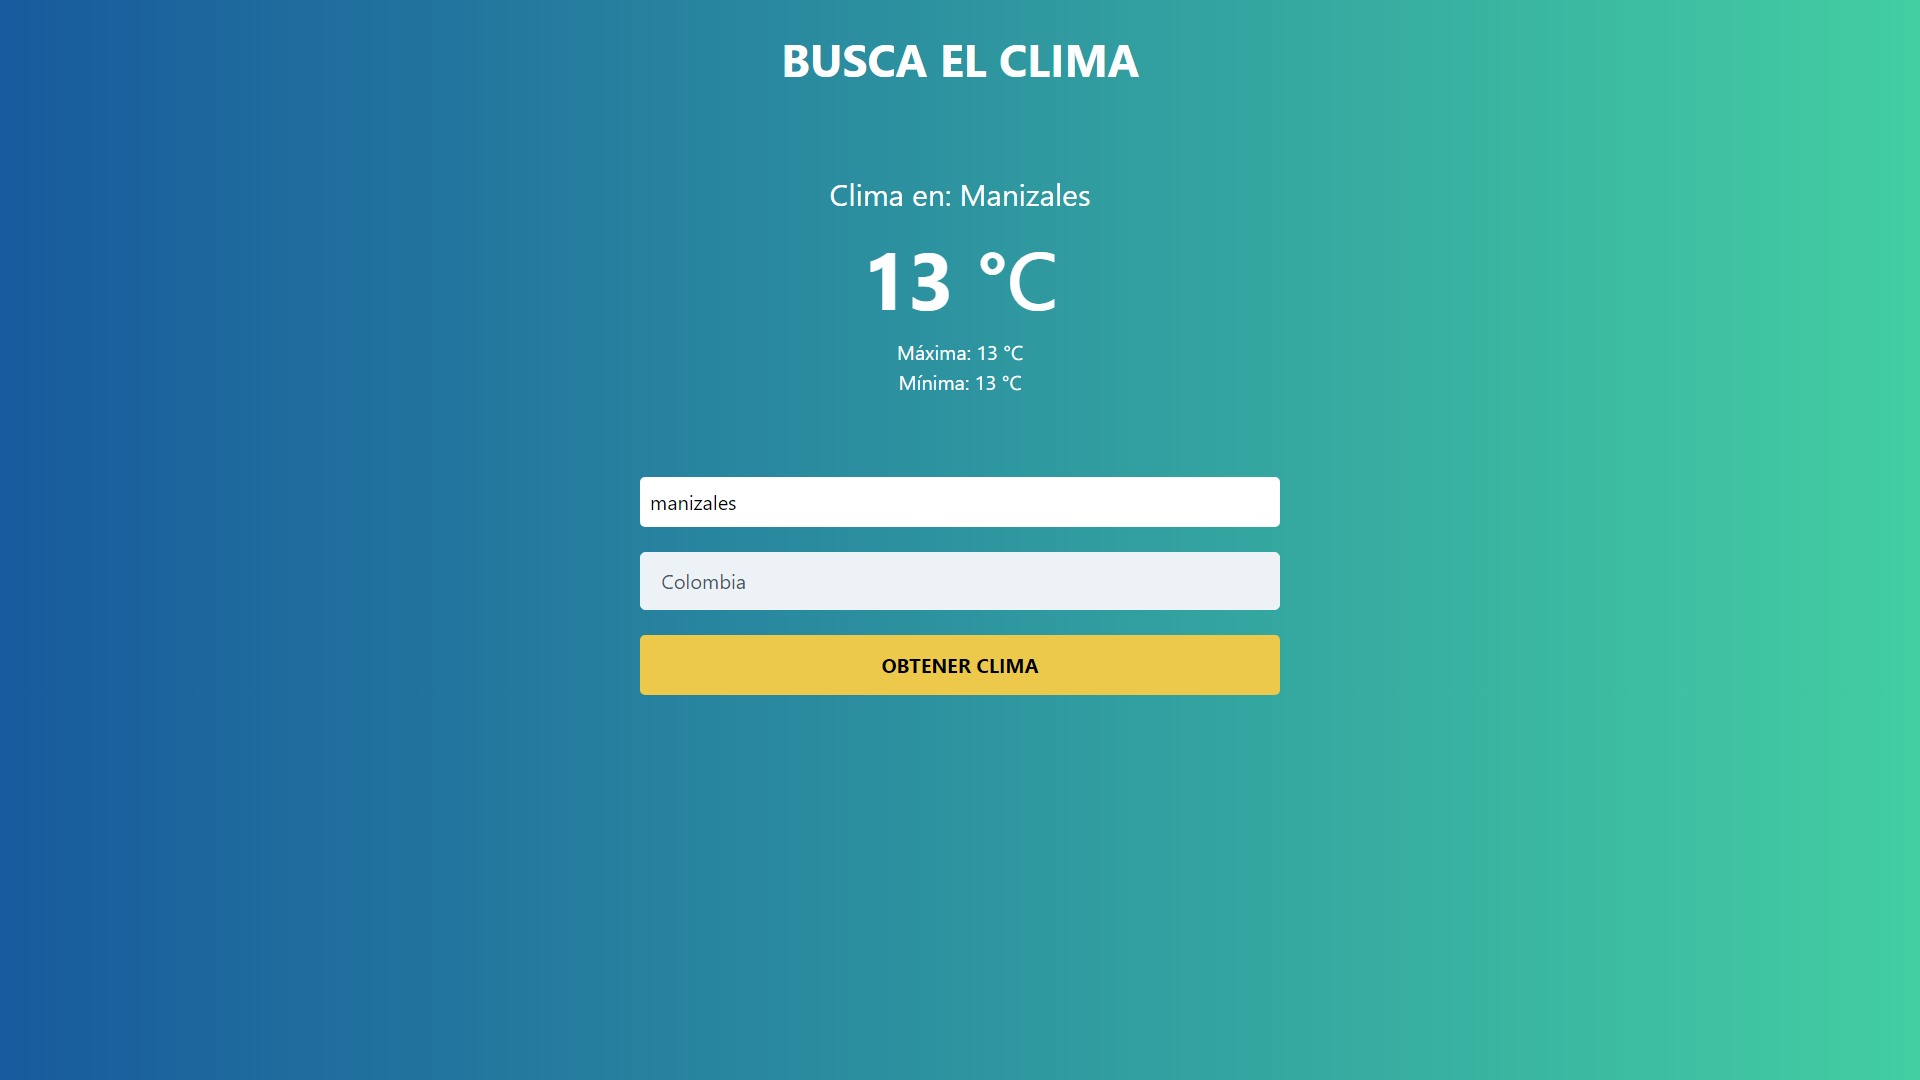 BUSCA EL CLIMA
Clima en: Manizales
13 °C
Máxima: 13 °C
Mínima: 13 °C
manizales
Colombia
OBTENER CLIMA